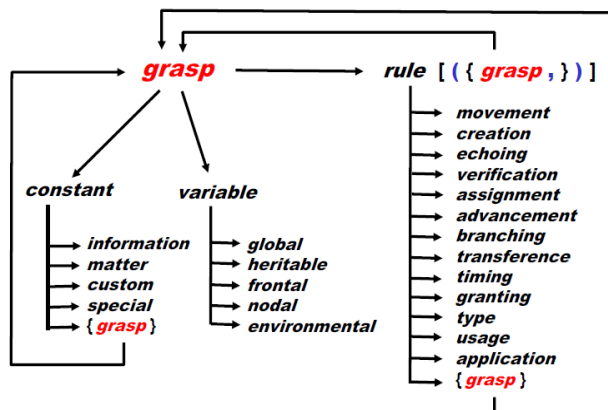 grasp
rule [ ( { grasp , } ) ]
movement
creation
echoing
verification
assignment
advancement
branching
transference
timing
granting
type
usage
application
{ grasp }
constant
information
matter
custom
special
{ grasp }
variable
global
heritable
frontal
nodal
environmental